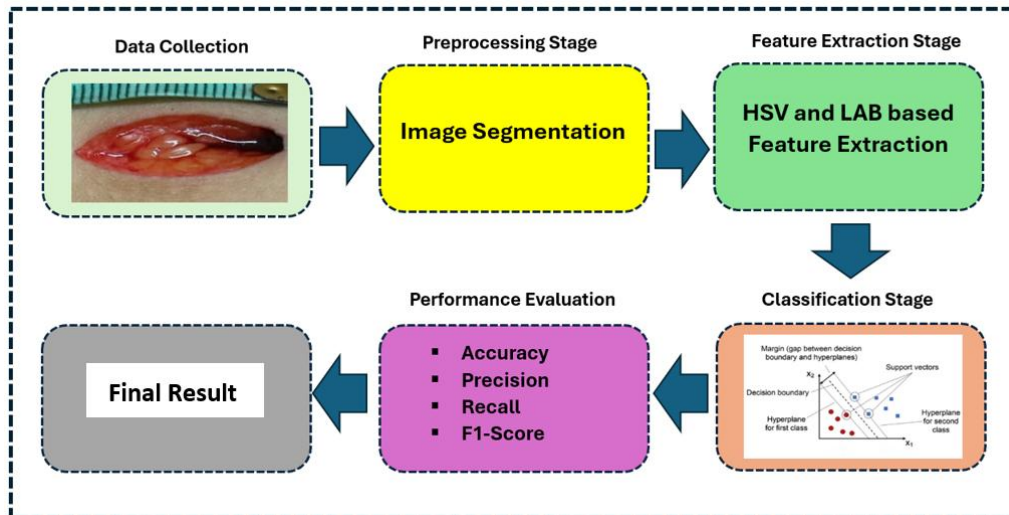 Data Collection
Preprocessing Stage
Feature Extraction Stage
Image Segmentation
HSV and LAB based
Feature Extraction
Performance Evaluation
Classification Stage
Final Result
▪ Accuracy
▪ Precision
▪ Recall
▪ F1-Score
Margin (gap between decision
boundary and hyperplanes)
X2
Support vectors
Decision boundary
Hyperplane
for first class
Hyperplane
for second
class
X1